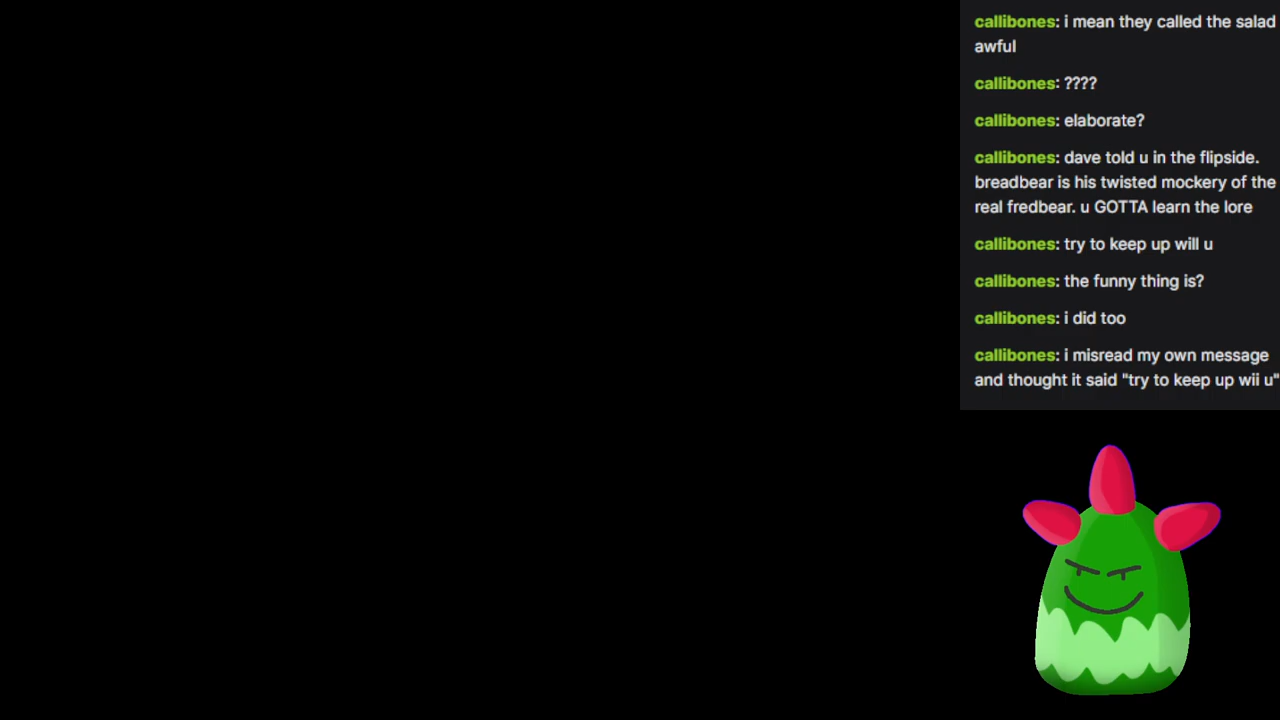 callibones: i mean they called the salad
awful
callibones: ????
callibones: elaborate?
callibones: dave told u in the flipside.
breadbear is his twisted mockery of the
real fredbear. u GOTTA learn the lore
callibones: try to keep up will u
callibones: the funny thing is?
callibones: i did too
callibones: i misread my own message
and thought it said "try to keep up wii u"